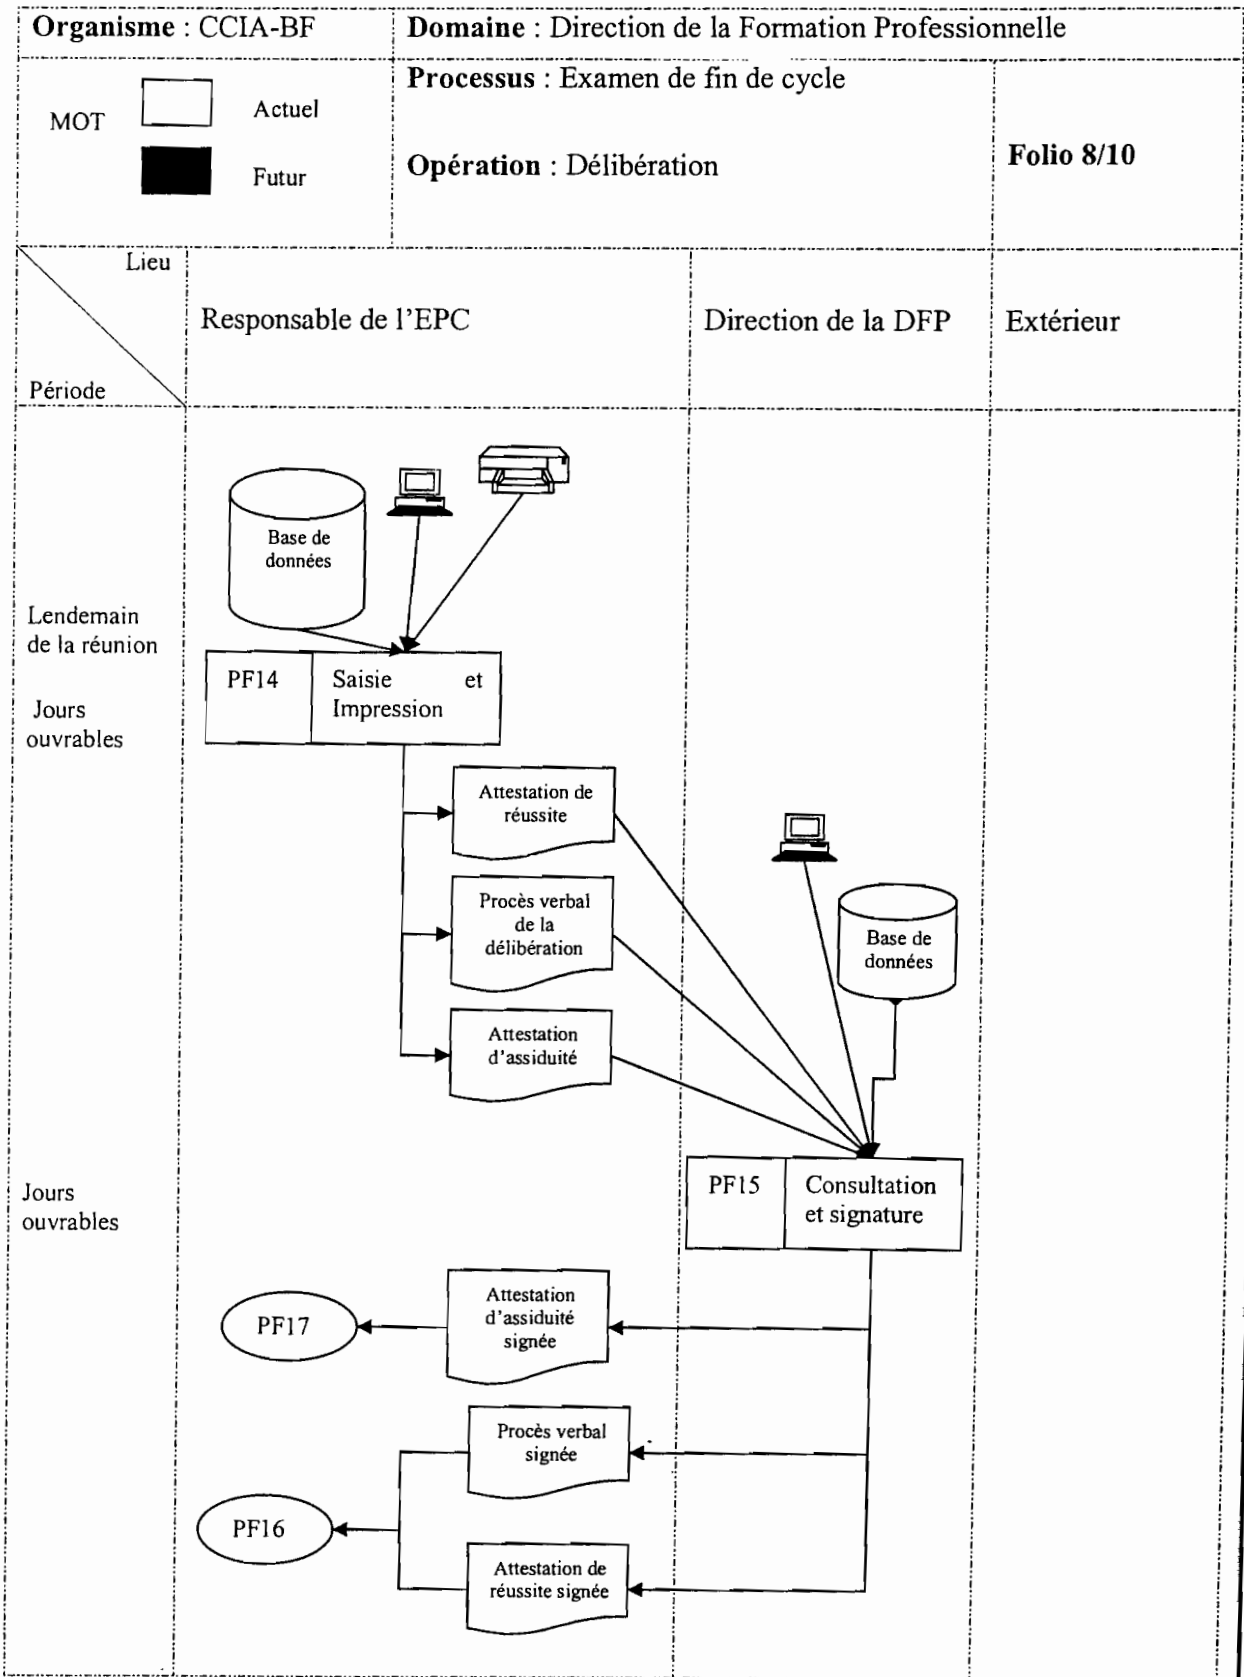 Organisme : CCIA-BF
Domaine : Direction de la Formation Professionnelle
MOT
Actuel
Futur
Processus : Examen de fin de cycle
Opération : Délibération
Folio 8/10
Lieu
Période
Responsable de l'EPC
Direction de la DFP
Extérieur
Base de
données
Lendemain
de la réunion
Jours
ouvrables
PF14
Saisie et
Impression
Attestation de
réussite
Procès verbal
de la
délibération
Attestation
d'assiduité
Base de
données
Jours
ouvrables
PF15
Consultation
et signature
Attestation
d'assiduité
signée
PF17
Procès verbal
signée
PF16
Attestation de
réussite signée